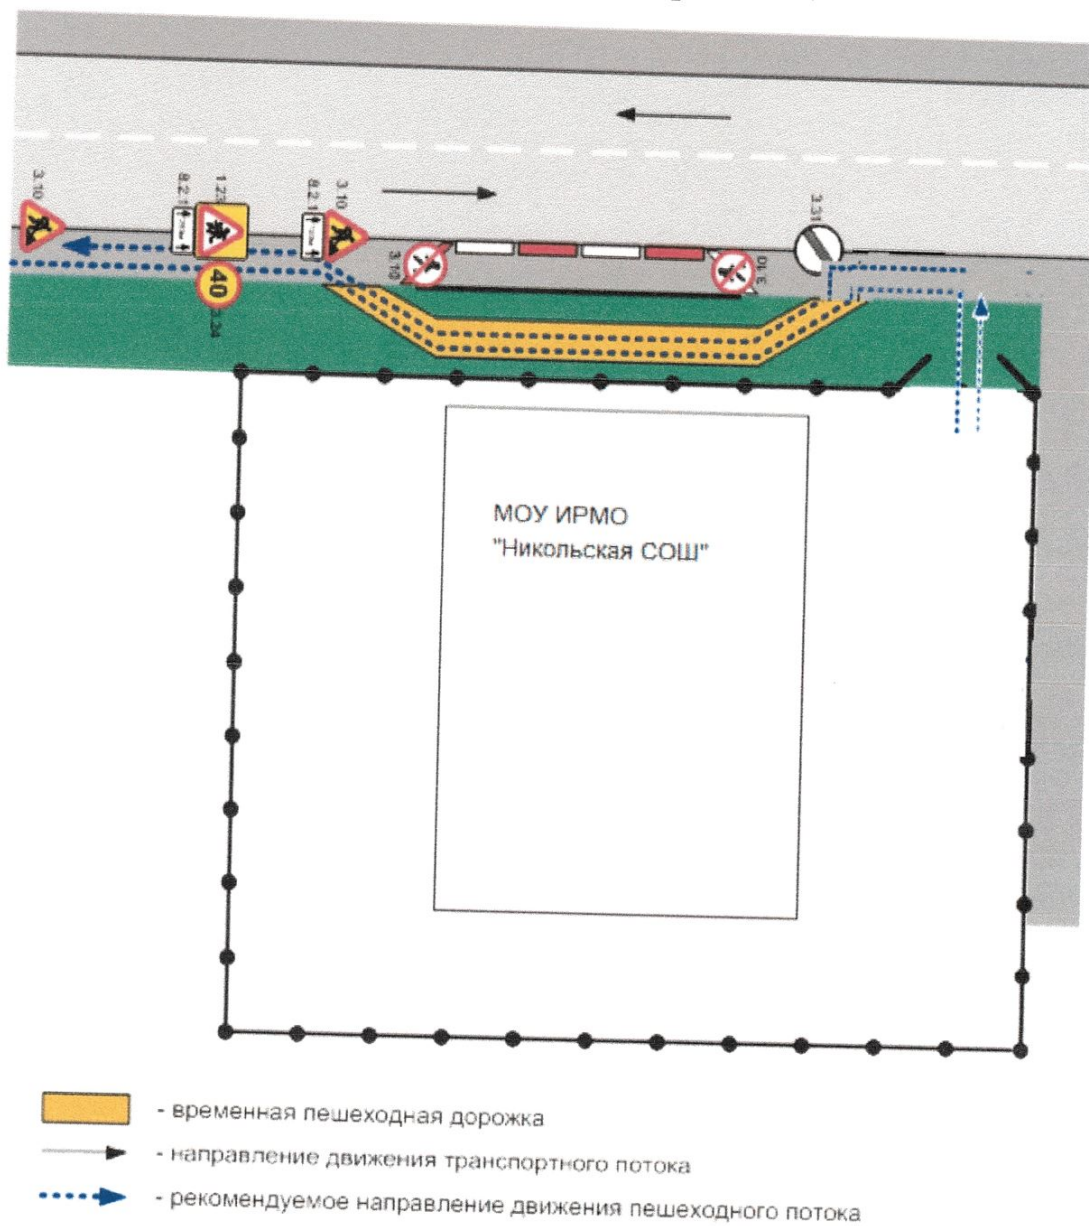 3.10
8.2.1
1.23
8.2.1
3.10
3.10
3.10
3.31
40
3.24
МОУ ИРМО
"Никольская СОШ"
- временная пешеходная дорожка
- направление движения транспортного потока
- рекомендуемое направление движения пешеходного потока